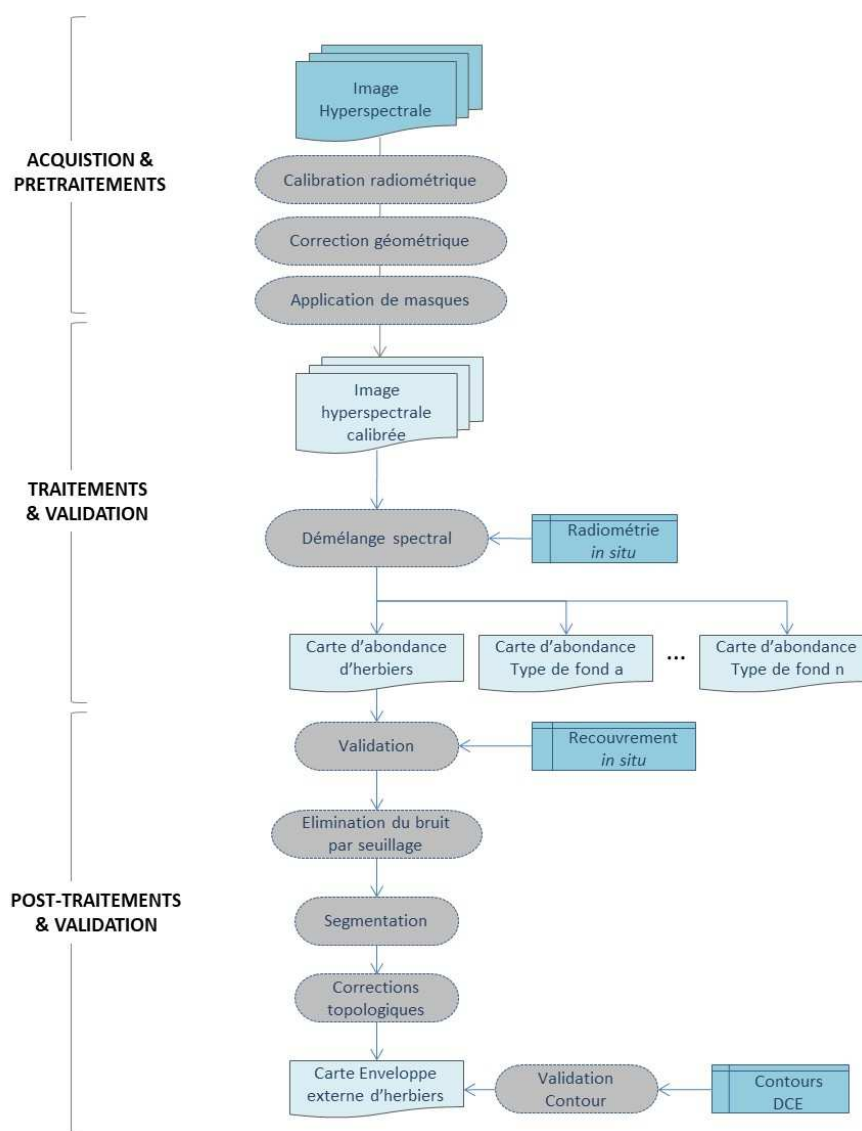 Image
Hyperspectrale
ACQUISTION &
PRETRAITEMENTS
Calibration radiométrique
Correction géométrique
Application de masques
Image
hyperspectrale
calibrée
TRAITEMENTS
& VALIDATION
Démélange spectral
Radiométrie
in situ
Carte d'abondance
d'herbiers
Carte d'abondance
Type de fond a
...
Carte d'abondance
Type de fond n
Validation
Recouvrement
in situ
Elimination du bruit
par seuillage
POST-TRAITEMENTS
& VALIDATION
Segmentation
Corrections
topologiques
Carte Enveloppe
externe d'herbiers
Validation
Contour
Contours
DCE